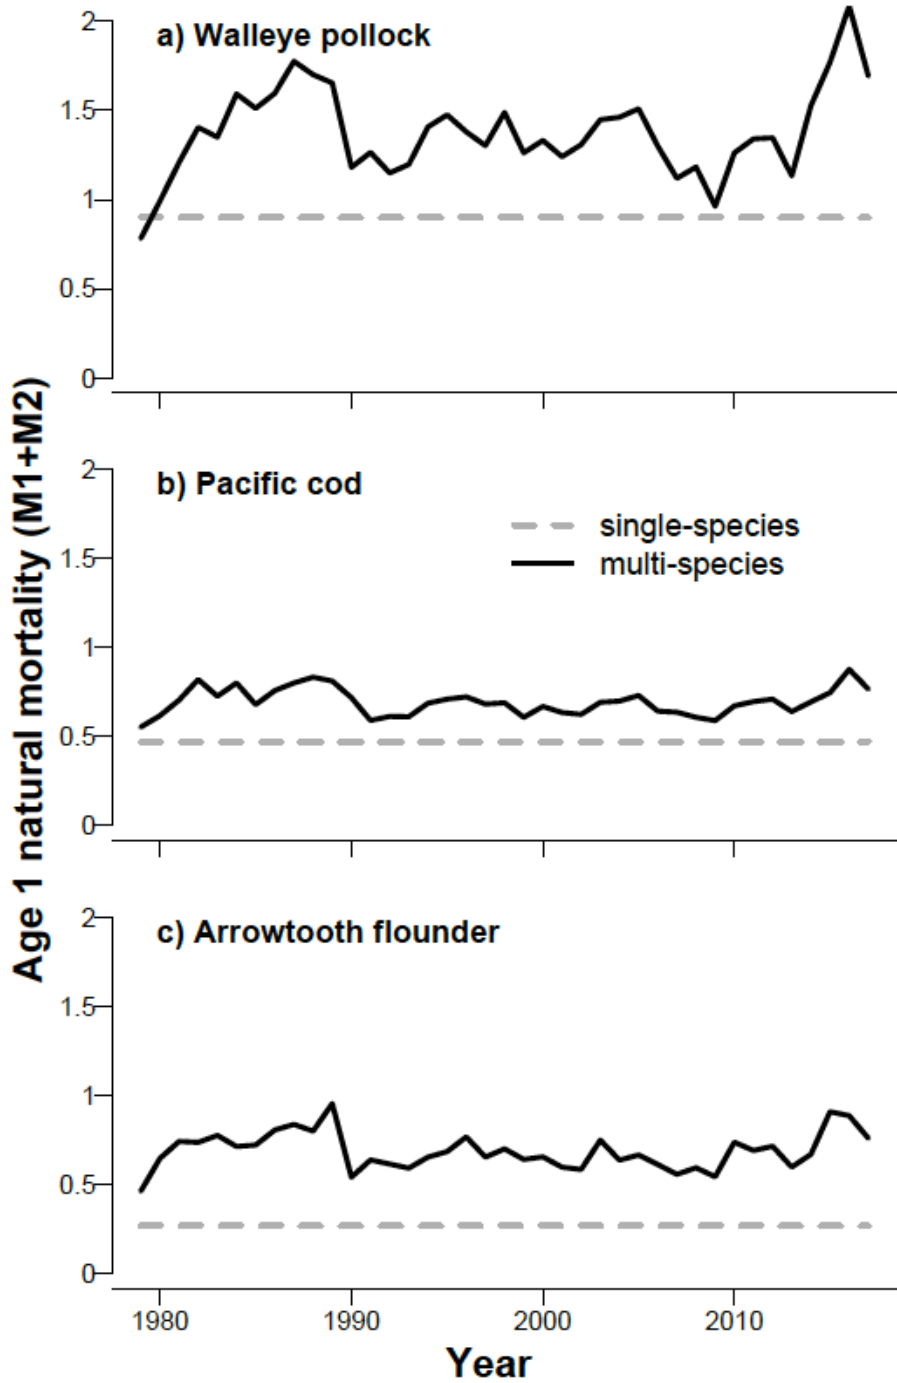 a) Walleye pollock
2
1.5
1
0.5
0
b) Pacific cod
2
1.5
1
0.5
0
single-species
multi-species
c) Arrowtooth flounder
2
1.5
1
0.5
0
1980 1990 2000 2010
Year
Age 1 natural mortality (M1+M2)